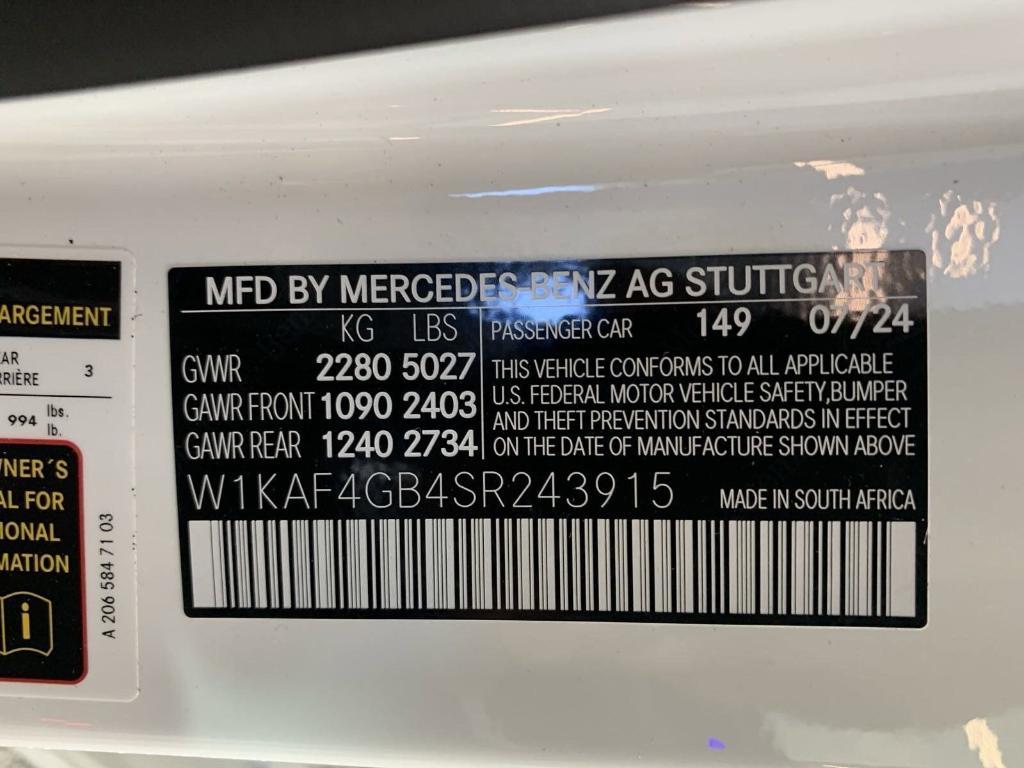 ARGEMENT
AR
RIÈRE 3
994 lbs.
lb.
WNER´S
AL FOR
IONAL
MATION
i
A 206 584 71 03
MFD BY MERCEDES-BENZ AG STUTTGART
KG LBS
GVWR 2280 5027
GAWR FRONT 1090 2403
GAWR REAR 1240 2734
PASSENGER CAR 149 07/24
THIS VEHICLE CONFORMS TO ALL APPLICABLE
U.S. FEDERAL MOTOR VEHICLE SAFETY,BUMPER
AND THEFT PREVENTION STANDARDS IN EFFECT
ON THE DATE OF MANUFACTURE SHOWN ABOVE
W1KAF4GB4SR243915 MADE IN SOUTH AFRICA